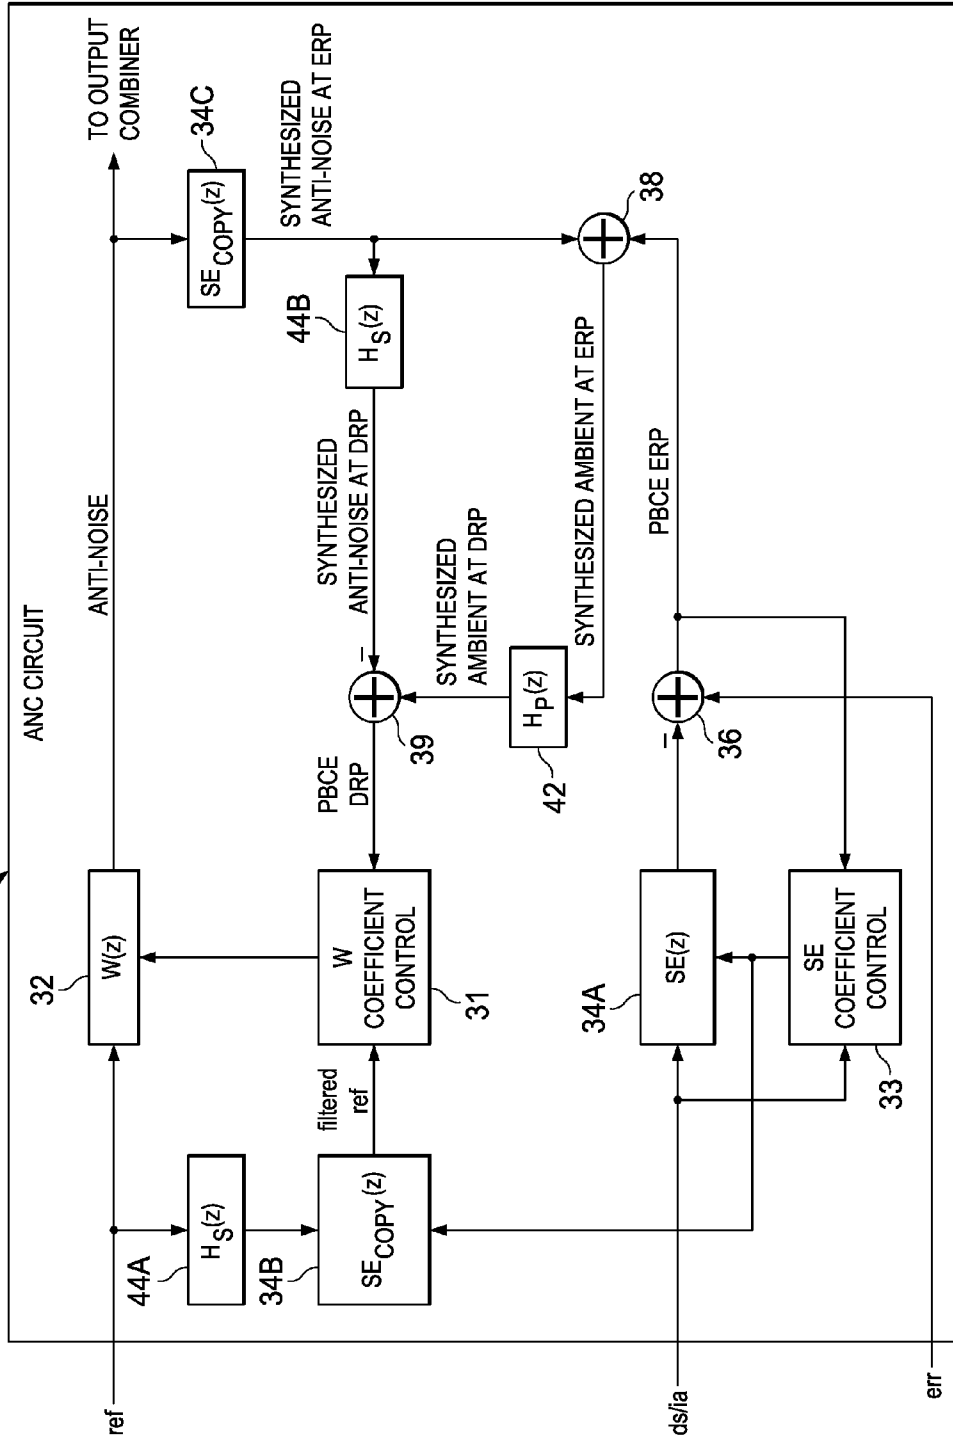 ANC CIRCUIT
TO OUTPUT
COMBINER
ANTI-NOISE
32
W(z)
ref
44A
H_S(z)
34B
SE_COPY(z)
filtered
ref
W
COEFFICIENT
CONTROL
31
PBCE
DRP
39
–
SYNTHESIZED
ANTI-NOISE AT DRP
44B
H_S(z)
SE_COPY(z)
34C
SYNTHESIZED
ANTI-NOISE AT ERP
38
SYNTHESIZED
AMBIENT AT DRP
H_P(z)
42
SYNTHESIZED AMBIENT AT ERP
PBCE ERP
ds/ia
34A
SE(z)
–
36
SE
COEFFICIENT
CONTROL
33
err